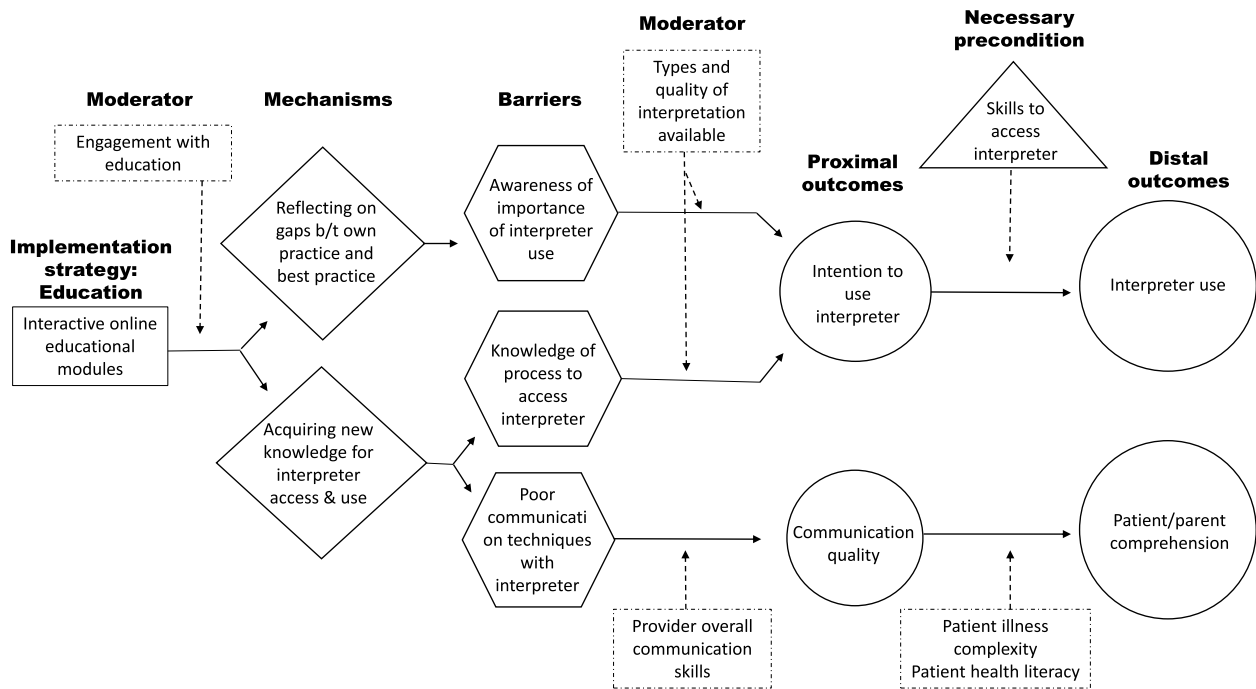 Moderator
Engagement with
education
Implementation
strategy:
Education
Interactive online
educational
modules
Mechanisms
Reflecting on
gaps b/t own
practice and
best practice
Acquiring new
knowledge for
interpreter
access & use
Barriers
Awareness of
importance
of interpreter
use
Knowledge of
process to
access
interpreter
Poor
communicati
on techniques
with
interpreter
Moderator
Types and
quality of
interpretation
available
Provider overall
communication
skills
Proximal
outcomes
Intention to
use
interpreter
Communication
quality
Necessary
precondition
Skills to
access
interpreter
Patient illness
complexity
Patient health literacy
Distal
outcomes
Interpreter use
Patient/parent
comprehension